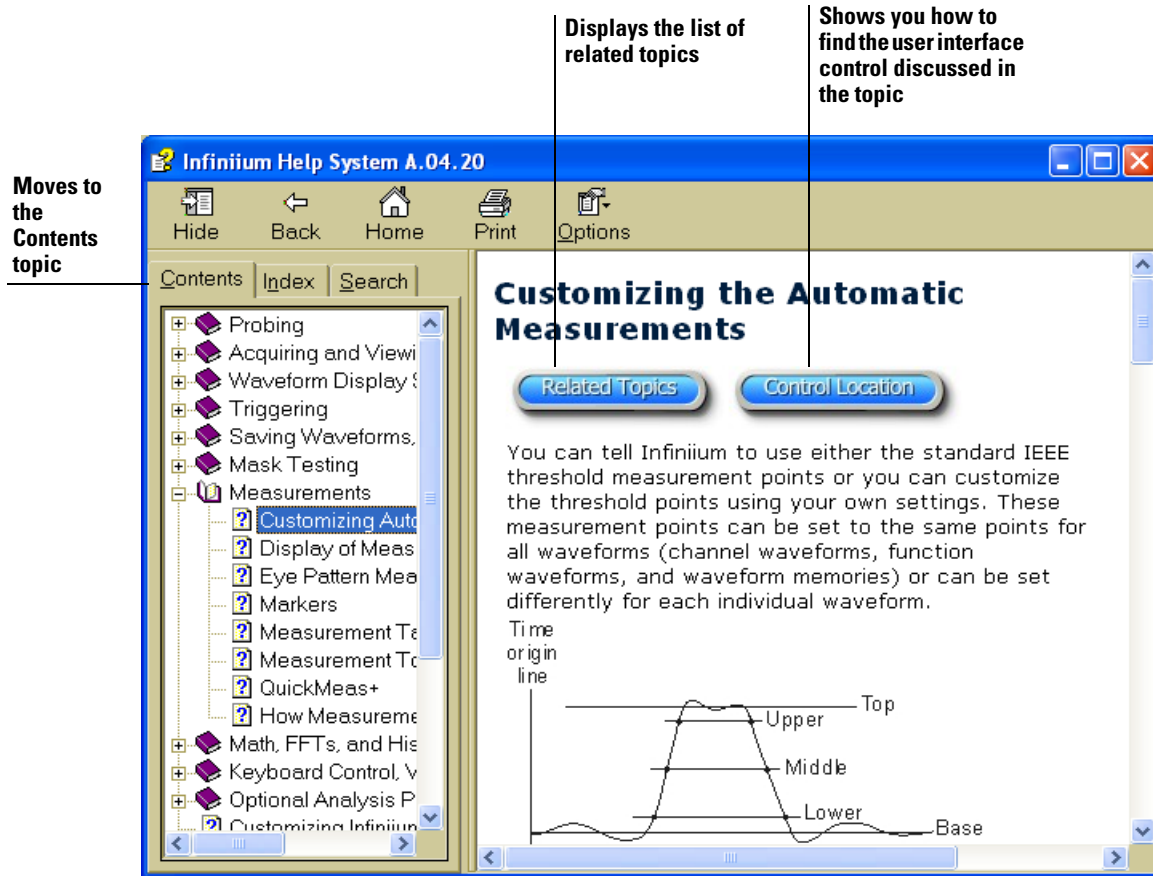 Displays the list of
related topics
Shows you how to
find the user interface
control discussed in
the topic
Moves to
the
Contents
topic
Infiniium Help System A.04.20
Hide Back Home Print Options
Contents Index Search
Probing
Acquiring and Viewi
Waveform Display S
Triggering
Saving Waveforms,
Mask Testing
Measurements
Customizing Auto
Display of Meas
Eye Pattern Mea
Markers
Measurement Ta
Measurement To
QuickMeas+
How Measureme
Math, FFTs, and His
Keyboard Control, V
Optional Analysis P
Customizing Infiniium
Customizing the Automatic
Measurements
Related Topics Control Location
You can tell Infiniium to use either the standard IEEE
threshold measurement points or you can customize
the threshold points using your own settings. These
measurement points can be set to the same points for
all waveforms (channel waveforms, function
waveforms, and waveform memories) or can be set
differently for each individual waveform.
Time
origin
line
Top
Upper
Middle
Lower
Base